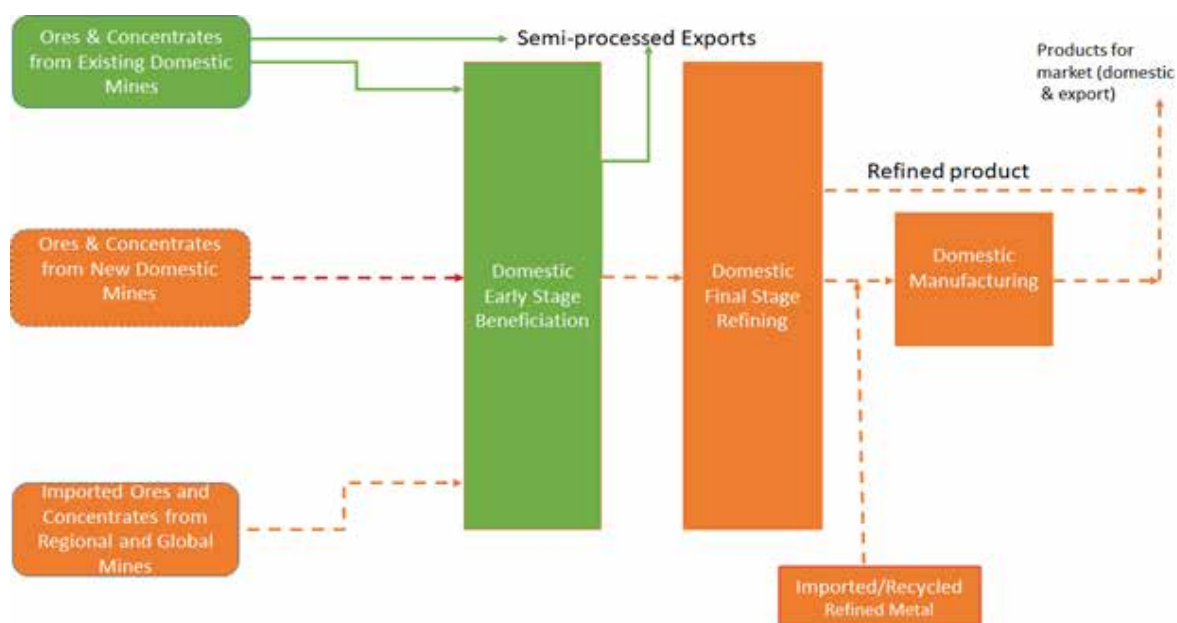 Ores & Concentrates
from Existing Domestic
Mines
Semi-processed Exports
Products for
market (domestic
& export)
Refined product
Ores & Concentrates
from New Domestic
Mines
Domestic
Early Stage
Beneficiation
Domestic
Final Stage
Refining
Domestic
Manufacturing
Imported Ores and
Concentrates from
Regional and Global
Mines
Imported/Recycled
Refined Metal